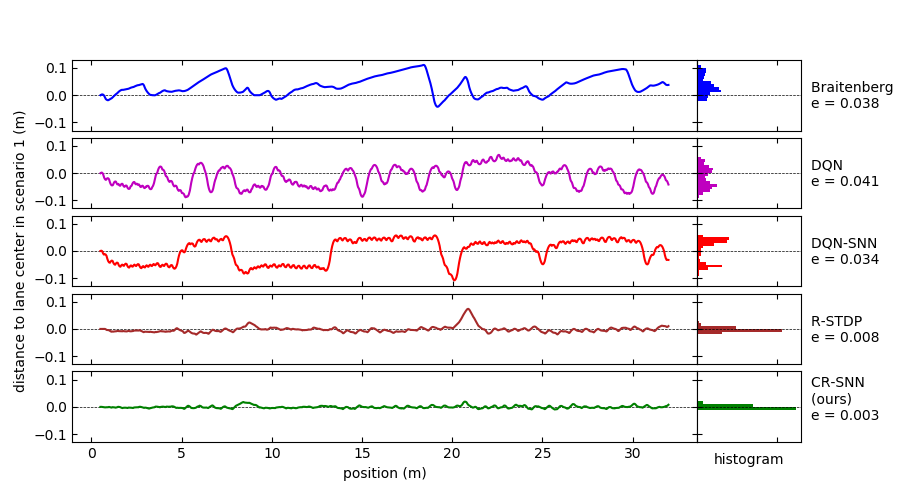 distance to lane center in scenario 1 (m)
0.1
0.0
−0.1
Braitenberg
e = 0.038
0.1
0.0
−0.1
DQN
e = 0.041
0.1
0.0
−0.1
DQN-SNN
e = 0.034
0.1
0.0
−0.1
R-STDP
e = 0.008
0.1
0.0
−0.1
CR-SNN
(ours)
e = 0.003
0 5 10 15 20 25 30
position (m)
histogram